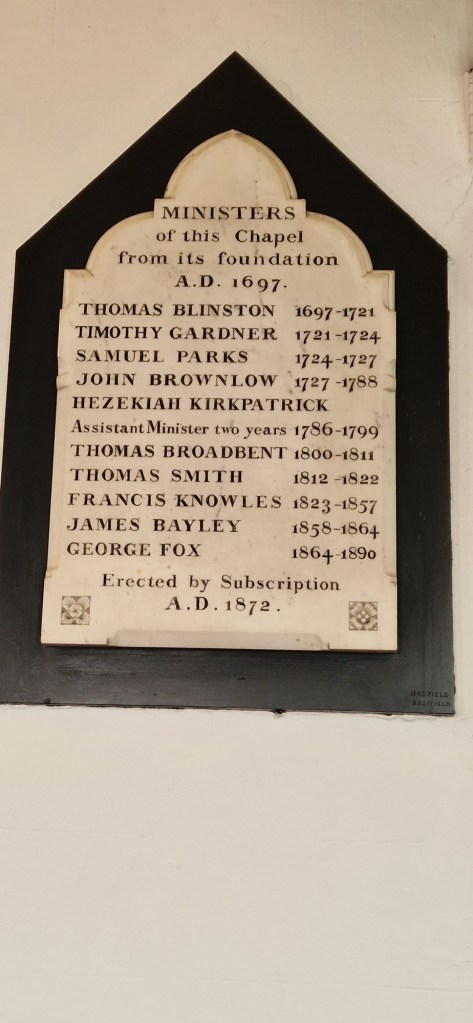 MINISTERS
of this Chapel
from its foundation
A.D. 1697.
THOMAS BLINSTON 1697-1721
TIMOTHY GARDNER 1721-1724
SAMUEL PARKS 1724-1727
JOHN BROWNLOW 1727-1788
HEZEKIAH KIRKPATRICK
Assistant Minister two years 1786-1799
THOMAS BROADBENT 1800-1811
THOMAS SMITH 1812-1822
FRANCIS KNOWLES 1823-1857
JAMES BAYLEY 1858-1864
GEORGE FOX 1864-1890
Erected by Subscription
A.D. 1872.
HADFIELD
SHEFFIELD